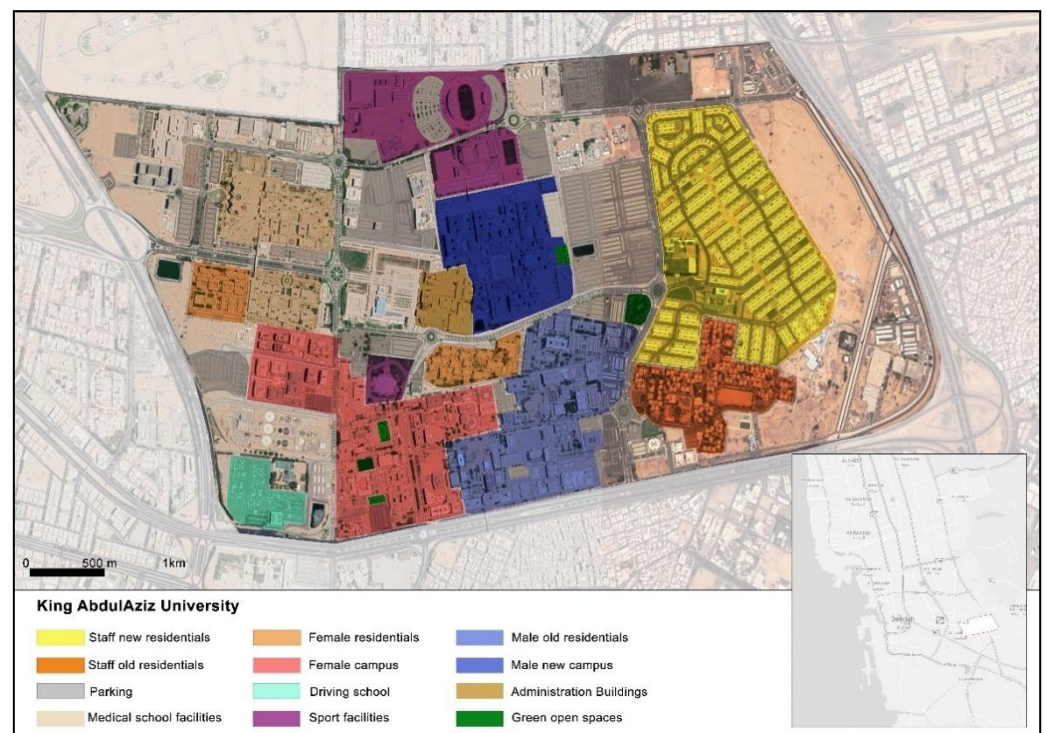 0 500 m 1km
King AbdulAziz University
Staff new residentials
Staff old residentials
Parking
Medical school facilities
Female residentials
Female campus
Driving school
Sport facilities
Male old residentials
Male new campus
Administration Buildings
Green open spaces
Jeddah